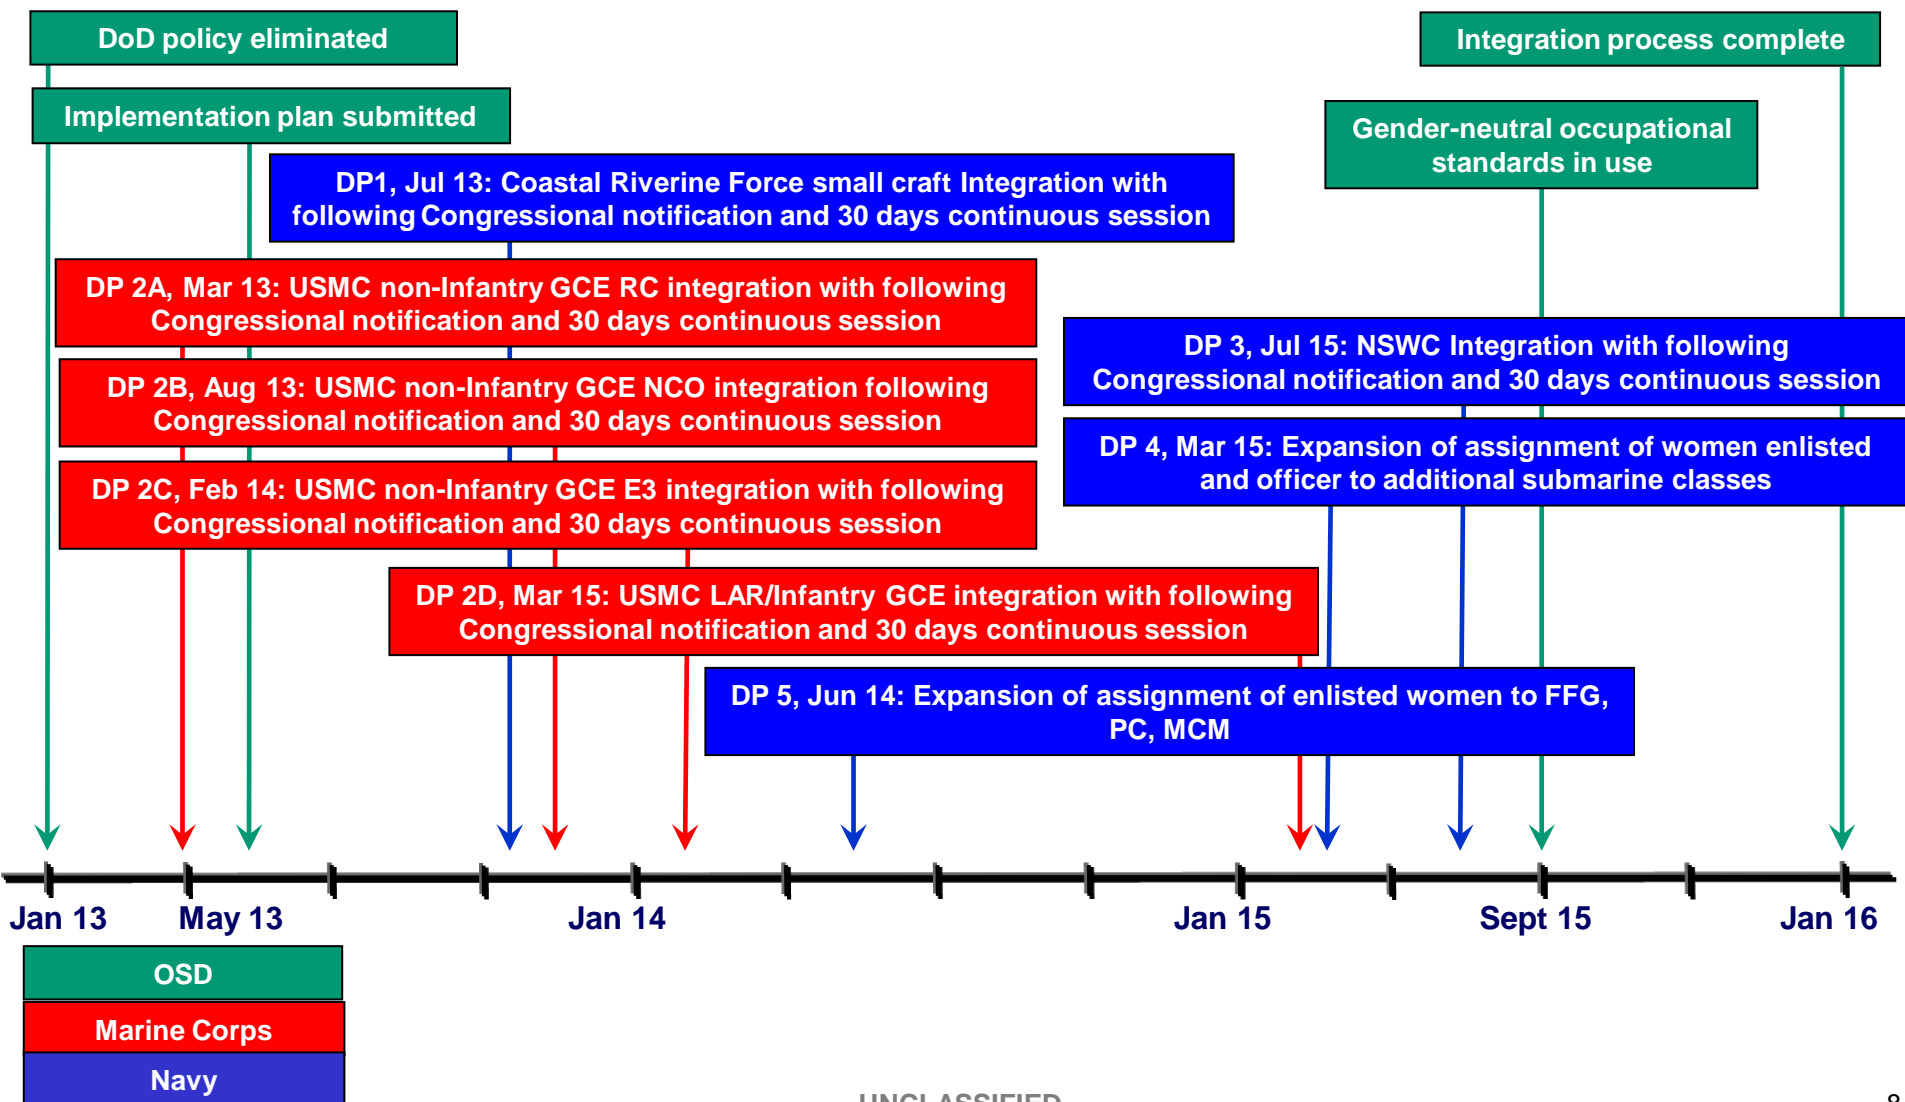 DoD policy eliminated
Integration process complete
Implementation plan submitted
Gender-neutral occupational
standards in use
DP1, Jul 13: Coastal Riverine Force small craft Integration with
following Congressional notification and 30 days continuous session
DP 2A, Mar 13: USMC non-Infantry GCE RC integration with following
Congressional notification and 30 days continuous session
DP 3, Jul 15: NSWC Integration with following
Congressional notification and 30 days continuous session
DP 2B, Aug 13: USMC non-Infantry GCE NCO integration following
Congressional notification and 30 days continuous session
DP 4, Mar 15: Expansion of assignment of women enlisted
and officer to additional submarine classes
DP 2C, Feb 14: USMC non-Infantry GCE E3 integration with following
Congressional notification and 30 days continuous session
DP 2D, Mar 15: USMC LAR/Infantry GCE integration with following
Congressional notification and 30 days continuous session
DP 5, Jun 14: Expansion of assignment of enlisted women to FFG,
PC, MCM
Jan 13 May 13 Jan 14 Jan 15 Sept 15 Jan 16
OSD
Marine Corps
Navy
UNCLASSIFIED
8